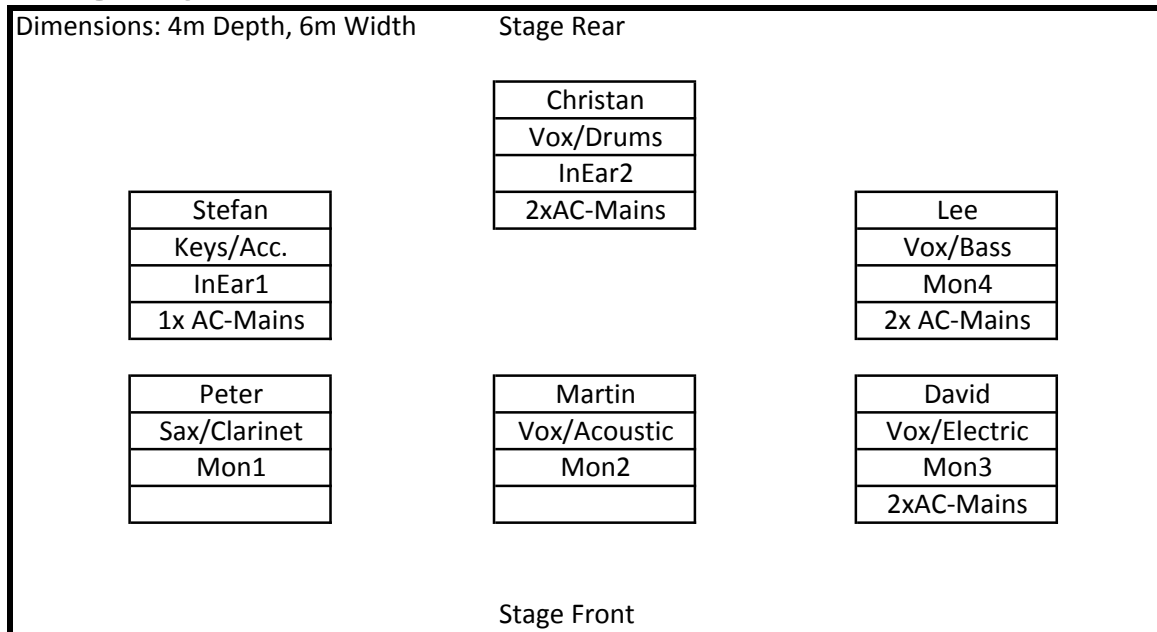 Dimensions: 4m Depth, 6m Width Stage Rear
Christan
Vox/Drums
InEar2
2xAC-Mains
Stefan
Keys/Acc.
InEar1
1x AC-Mains
Lee
Vox/Bass
Mon4
2x AC-Mains
Peter
Sax/Clarinet
Mon1
Martin
Vox/Acoustic
Mon2
David
Vox/Electric
Mon3
2xAC-Mains
Stage Front